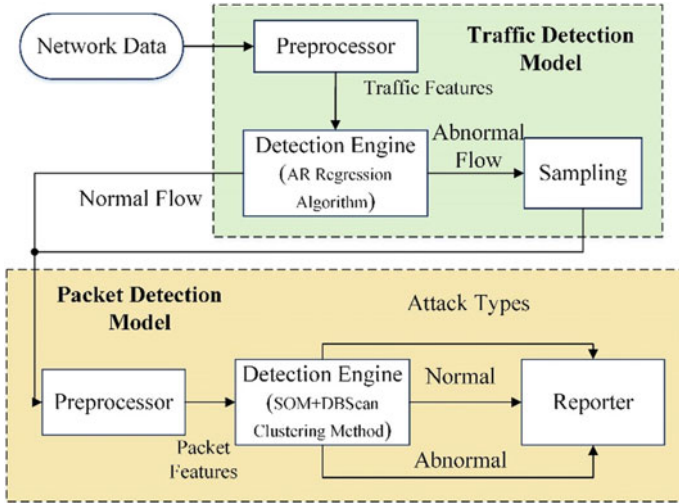 Network Data
Preprocessor
Traffic Detection
Model
Traffic Features
Detection Engine
(AR Regression
Algorithm)
Abnormal
Flow
Sampling
Normal Flow
Packet Detection
Model
Attack Types
Preprocessor
Packet
Features
Detection Engine
(SOM+DBScan
Clustering Method)
Normal
Abnormal
Reporter